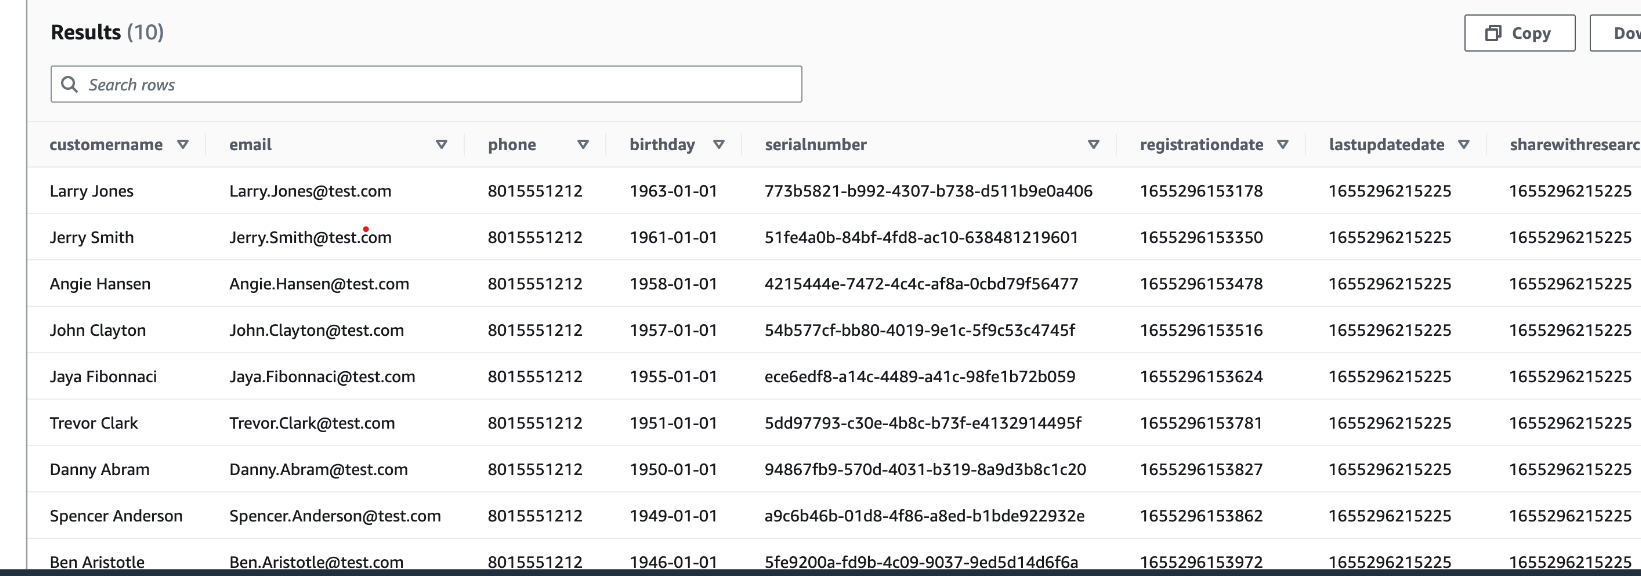 Results (10)
Copy
Dow
Search rows
customername email phone birthday serialnumber registrationdate lastupdatedate sharewithresearc
Larry Jones Larry.Jones@test.com 8015551212 1963-01-01 773b5821-b992-4307-b738-d511b9e0a406 1655296153178 1655296215225 1655296215225
Jerry Smith Jerry.Smith@test.com 8015551212 1961-01-01 51fe4a0b-84bf-4fd8-ac10-638481219601 1655296153350 1655296215225 1655296215225
Angie Hansen Angie.Hansen@test.com 8015551212 1958-01-01 4215444e-7472-4c4c-af8a-0cbd79f56477 1655296153478 1655296215225 1655296215225
John Clayton John.Clayton@test.com 8015551212 1957-01-01 54b577cf-bb80-4019-9e1c-5f9c53c4745f 1655296153516 1655296215225 1655296215225
Jaya Fibonnaci Jaya.Fibonnaci@test.com 8015551212 1955-01-01 ece6edf8-a14c-4489-a41c-98fe1b72b059 1655296153624 1655296215225 1655296215225
Trevor Clark Trevor.Clark@test.com 8015551212 1951-01-01 5dd97793-c30e-4b8c-b73f-e4132914495f 1655296153781 1655296215225 1655296215225
Danny Abram Danny.Abram@test.com 8015551212 1950-01-01 94867fb9-570d-4031-b319-8a9d3b8c1c20 1655296153827 1655296215225 1655296215225
Spencer Anderson Spencer.Anderson@test.com 8015551212 1949-01-01 a9c6b46b-01d8-4f86-a8ed-b1bde922932e 1655296153862 1655296215225 1655296215225
Ben Aristotle Ben.Aristotle@test.com 8015551212 1946-01-01 5fe9200a-fd9b-4c09-9037-9ed5d14d6f6a 1655296153972 1655296215225 1655296215225